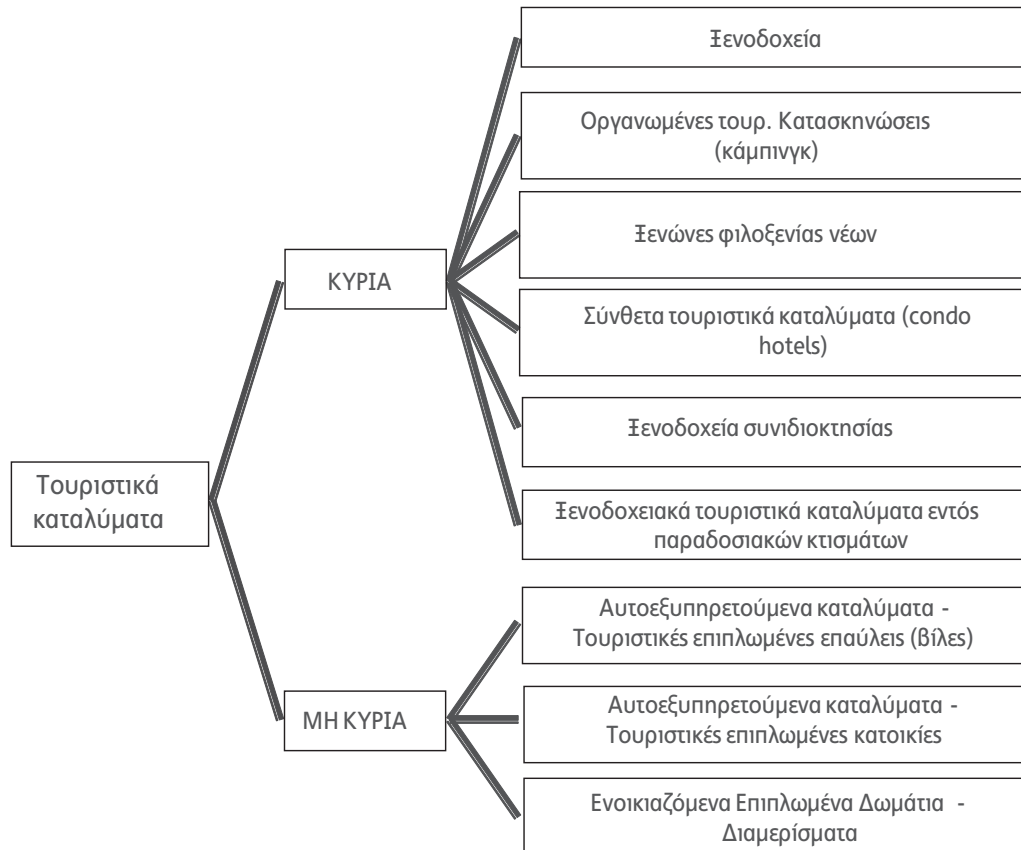 Ξενοδοχεία
Οργανωμένες τουρ. Κατασκηνώσεις
(κάμπινγκ)
Ξενώνες φιλοξενίας νέων
ΚΥΡΙΑ
Σύνθετα τουριστικά καταλύματα (condo
hotels)
Ξενοδοχεία συνιδιοκτησίας
Τουριστικά
καταλύματα
Ξενοδοχειακά τουριστικά καταλύματα εντός
παραδοσιακών κτισμάτων
Αυτοεξυπηρετούμενα καταλύματα -
Τουριστικές επιπλωμένες επαύλεις (βίλες)
ΜΗ ΚΥΡΙΑ
Αυτοεξυπηρετούμενα καταλύματα -
Τουριστικές επιπλωμένες κατοικίες
Ενοικιαζόμενα Επιπλωμένα Δωμάτια -
Διαμερίσματα